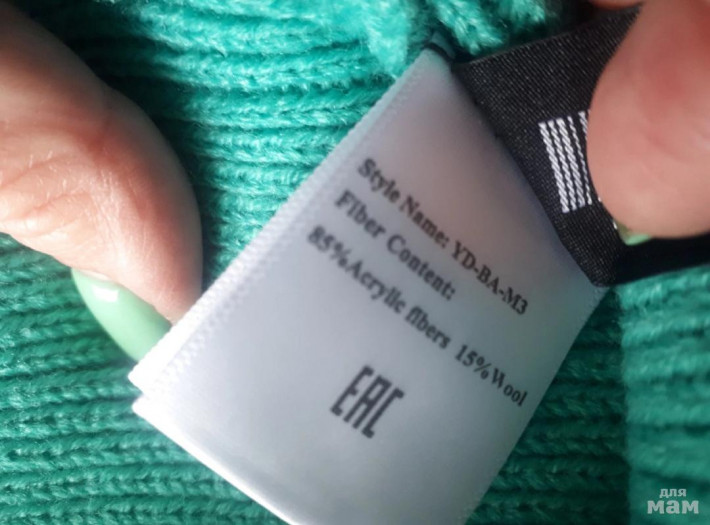 Style Name: YD-BA-M3
Fiber Content:
85%Acrylic fibers 15%Wool
EAC
для
мам